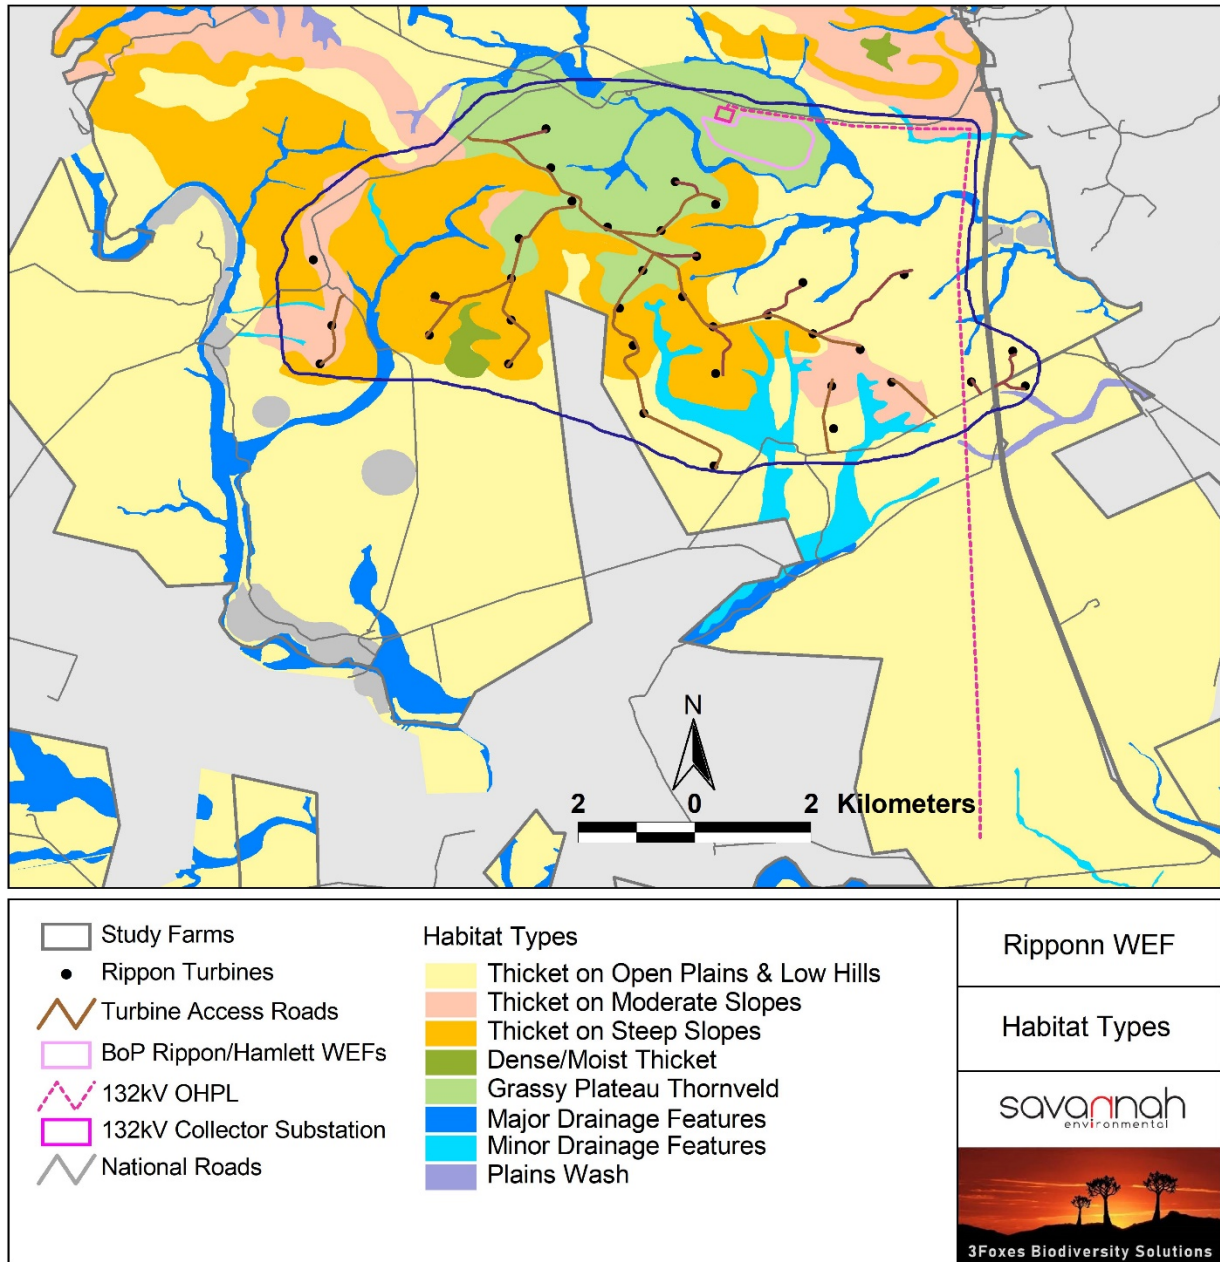 N
2 0 2 Kilometers
Study Farms
Rippon Turbines
Turbine Access Roads
BoP Rippon/Hamlett WEFs
132kV OHPL
132kV Collector Substation
National Roads
Habitat Types
Thicket on Open Plains & Low Hills
Thicket on Moderate Slopes
Thicket on Steep Slopes
Dense/Moist Thicket
Grassy Plateau Thornveld
Major Drainage Features
Minor Drainage Features
Plains Wash
Ripponn WEF
Habitat Types
savannah
environmental
3Foxes Biodiversity Solutions